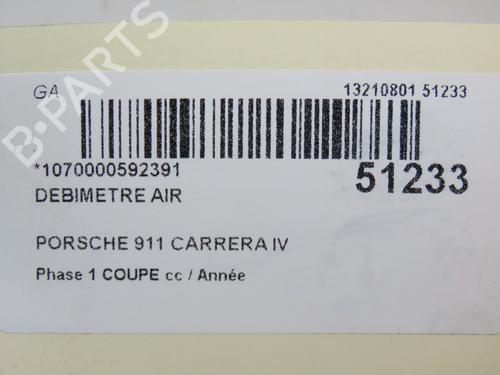 GA 13210801 51233
*1070000592391 51233
DEBIMETRE AIR
PORSCHE 911 CARRERA IV
Phase 1 COUPE cc / Année
B-PARTS